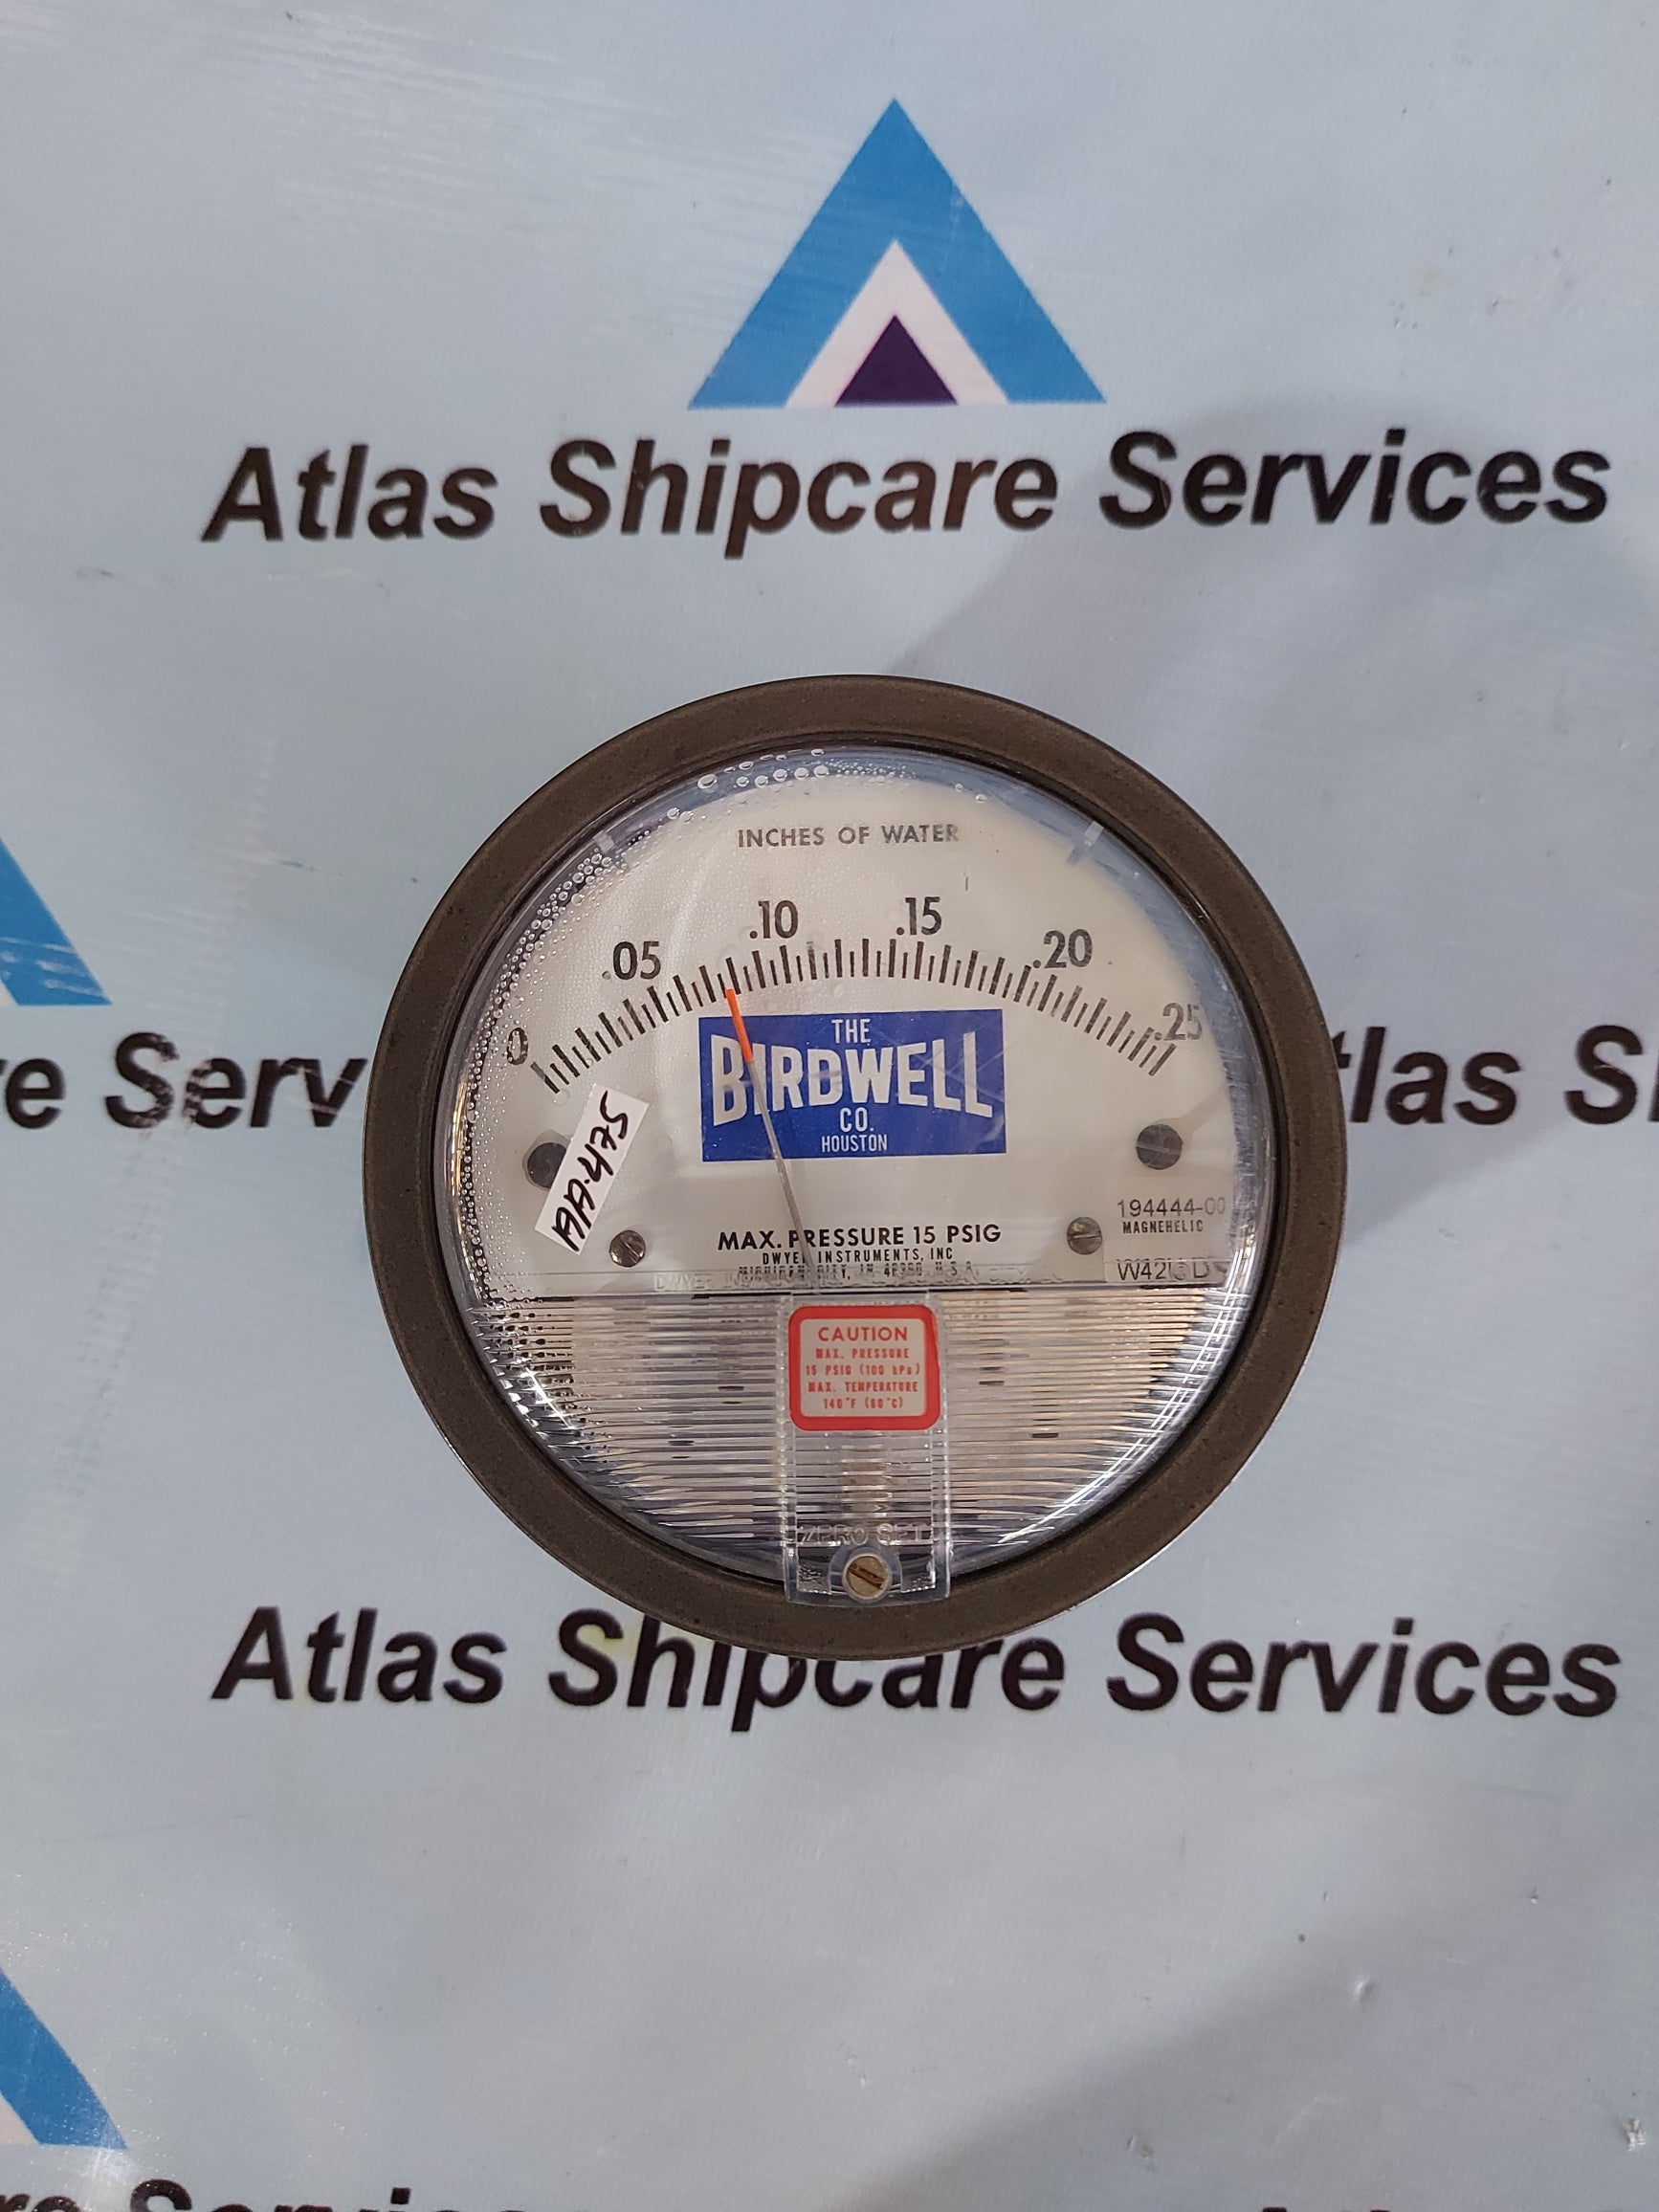 Atlas Shipcare Services
re Serv
tlas S
INCHES OF WATER
0 .05 .10 .15 .20 .25
THE
BIRDWELL
CO.
HOUSTON
AA-475
194444-00
MAGNEHELIC
MAX. PRESSURE 15 PSIG
DWYER INSTRUMENTS, INC
CAUTION
MAX. PRESSURE
15 PSIG (100 kPa)
MAX. TEMPERATURE
140°F (60°C)
ZERO SET
Atlas Shipcare Services